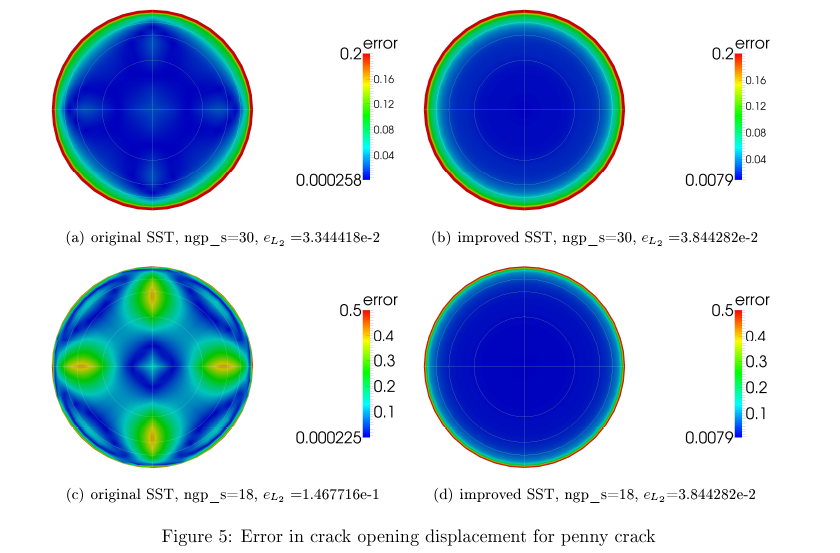 error
0.2
0.16
0.12
0.08
0.04
0.000258
error
0.2
0.16
0.12
0.08
0.04
0.0079
(a) original SST, ngp_s=30, e_{L_2} =3.344418e-2
(b) improved SST, ngp_s=30, e_{L_2} =3.844282e-2
error
0.5
0.4
0.3
0.2
0.1
0.000225
error
0.5
0.4
0.3
0.2
0.1
0.0079
(c) original SST, ngp_s=18, e_{L_2} =1.467716e-1
(d) improved SST, ngp_s=18, e_{L_2}=3.844282e-2
Figure 5: Error in crack opening displacement for penny crack